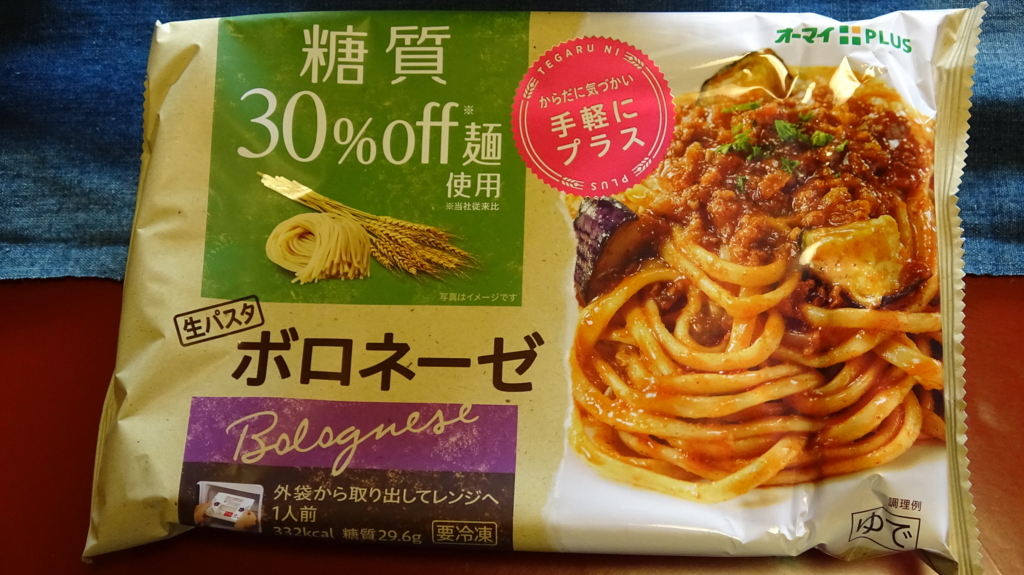 糖質
30%off※麺
使用
※当社従来比
写真はイメージです
TEGARU NI
からだに気づかい
手軽に
プラス
PLUS
オーマイ PLUS
生パスタ
ボロネーゼ
Bolognese
外袋から取り出してレンジへ
1人前
332kcal 糖質29.6g 要冷凍
調理例
ゆで